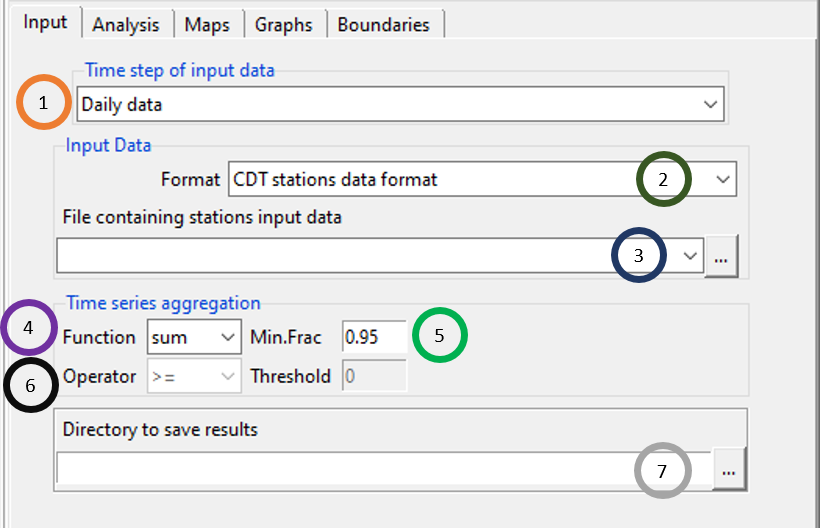 Input Analysis Maps Graphs Boundaries
Time step of input data
1 Daily data
Input Data
Format CDT stations data format 2
File containing stations input data
3 ...
Time series aggregation
4 Function sum Min.Frac 0.95 5
6 Operator >= Threshold 0
Directory to save results
7 ...